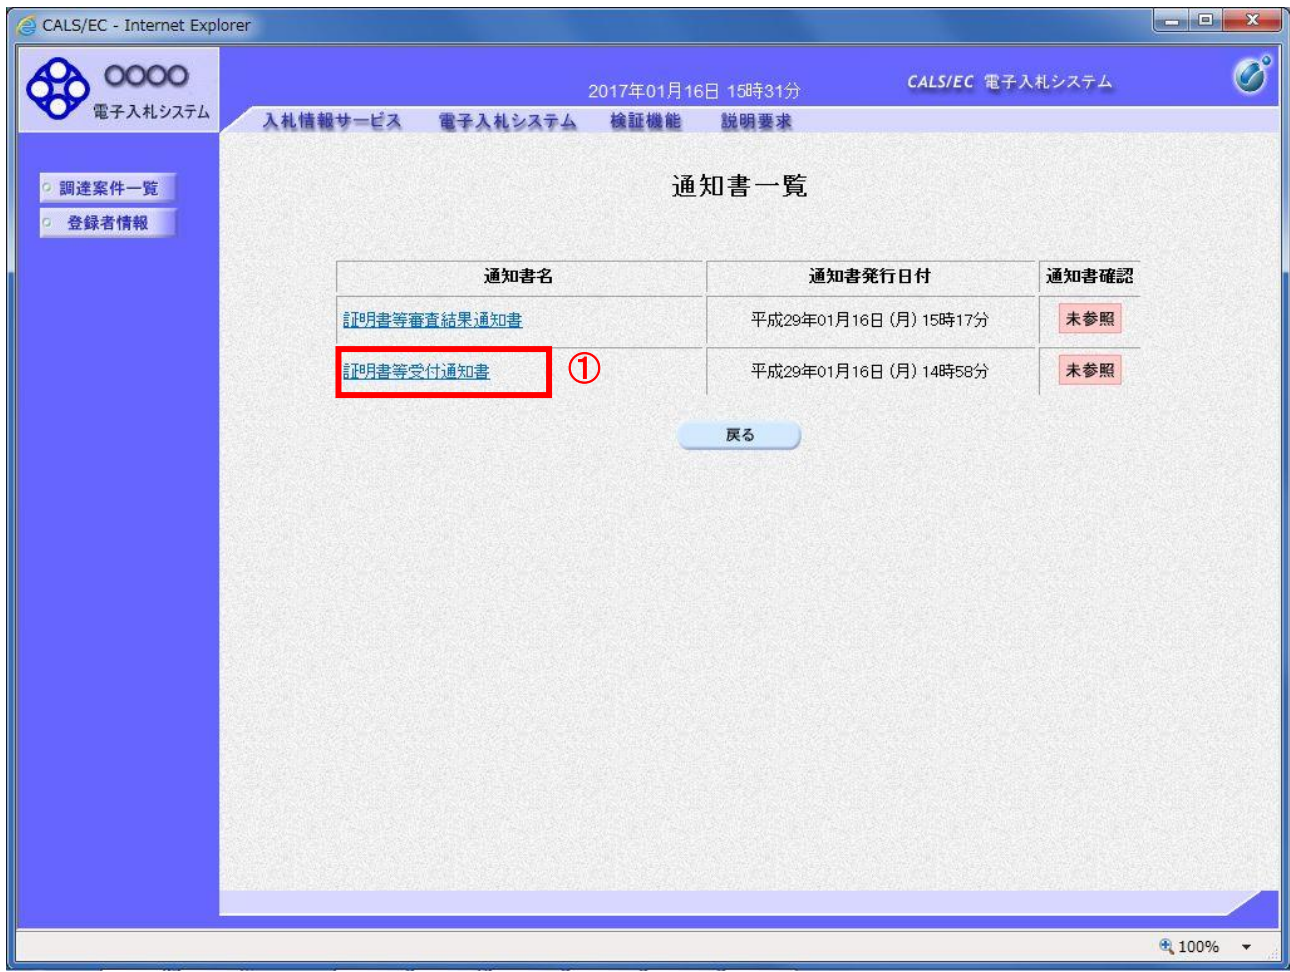 CALS/EC - Internet Explorer
○○○○
電子入札システム
2017年01月16日 15時31分
CALS/EC 電子入札システム
入札情報サービス 電子入札システム 検証機能 説明要求
調達案件一覧
登録者情報
通知書一覧
通知書名 通知書発行日付 通知書確認
証明書等審査結果通知書 平成29年01月16日 (月) 15時17分 未参照
証明書等受付通知書 ① 平成29年01月16日 (月) 14時58分 未参照
戻る
100%